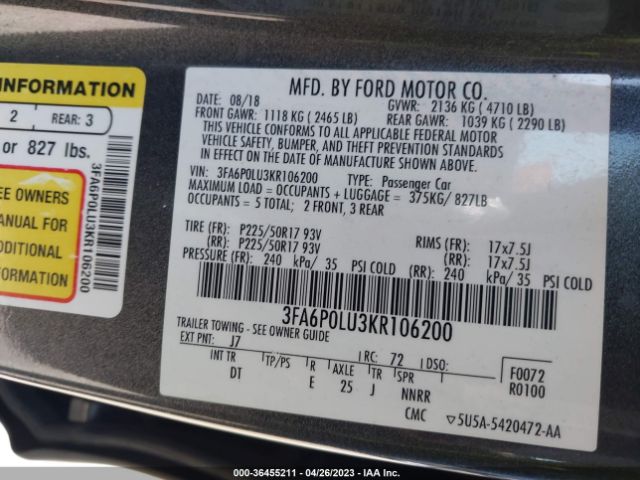 INFORMATION
2 REAR: 3
or 827 lbs.
SEE OWNERS
MANUAL FOR
ADDITIONAL
INFORMATION
3FA6P0LU3KR106200
MFD. BY FORD MOTOR CO.
DATE: 08/18 GVWR: 2136 KG ( 4710 LB)
FRONT GAWR: 1118 KG ( 2465 LB) REAR GAWR: 1039 KG ( 2290 LB)
THIS VEHICLE CONFORMS TO ALL APPLICABLE FEDERAL MOTOR
VEHICLE SAFETY, BUMPER, AND THEFT PREVENTION STANDARDS
IN EFFECT ON THE DATE OF MANUFACTURE SHOWN ABOVE.
VIN: 3FA6P0LU3KR106200 TYPE: Passenger Car
MAXIMUM LOAD = OCCUPANTS + LUGGAGE = 375KG/ 827LB
OCCUPANTS = 5 TOTAL; 2 FRONT, 3 REAR
TIRE (FR): P225/50R17 93V RIMS (FR): 17x7.5J
(RR): P225/50R17 93V (RR): 17x7.5J
PRESSURE (FR): 240 kPa/ 35 PSI COLD (RR): 240 kPa/ 35 PSI COLD
3FA6P0LU3KR106200
TRAILER TOWING - SEE OWNER GUIDE
EXT PNT: J7 RC: 72 DSO: F0072
INT TR TP/PS R AXLE TR SPR R0100
DT E 25 J NNRR
CMC 5U5A-5420472-AA
000-36455211 - 04/26/2023 - IAA Inc.